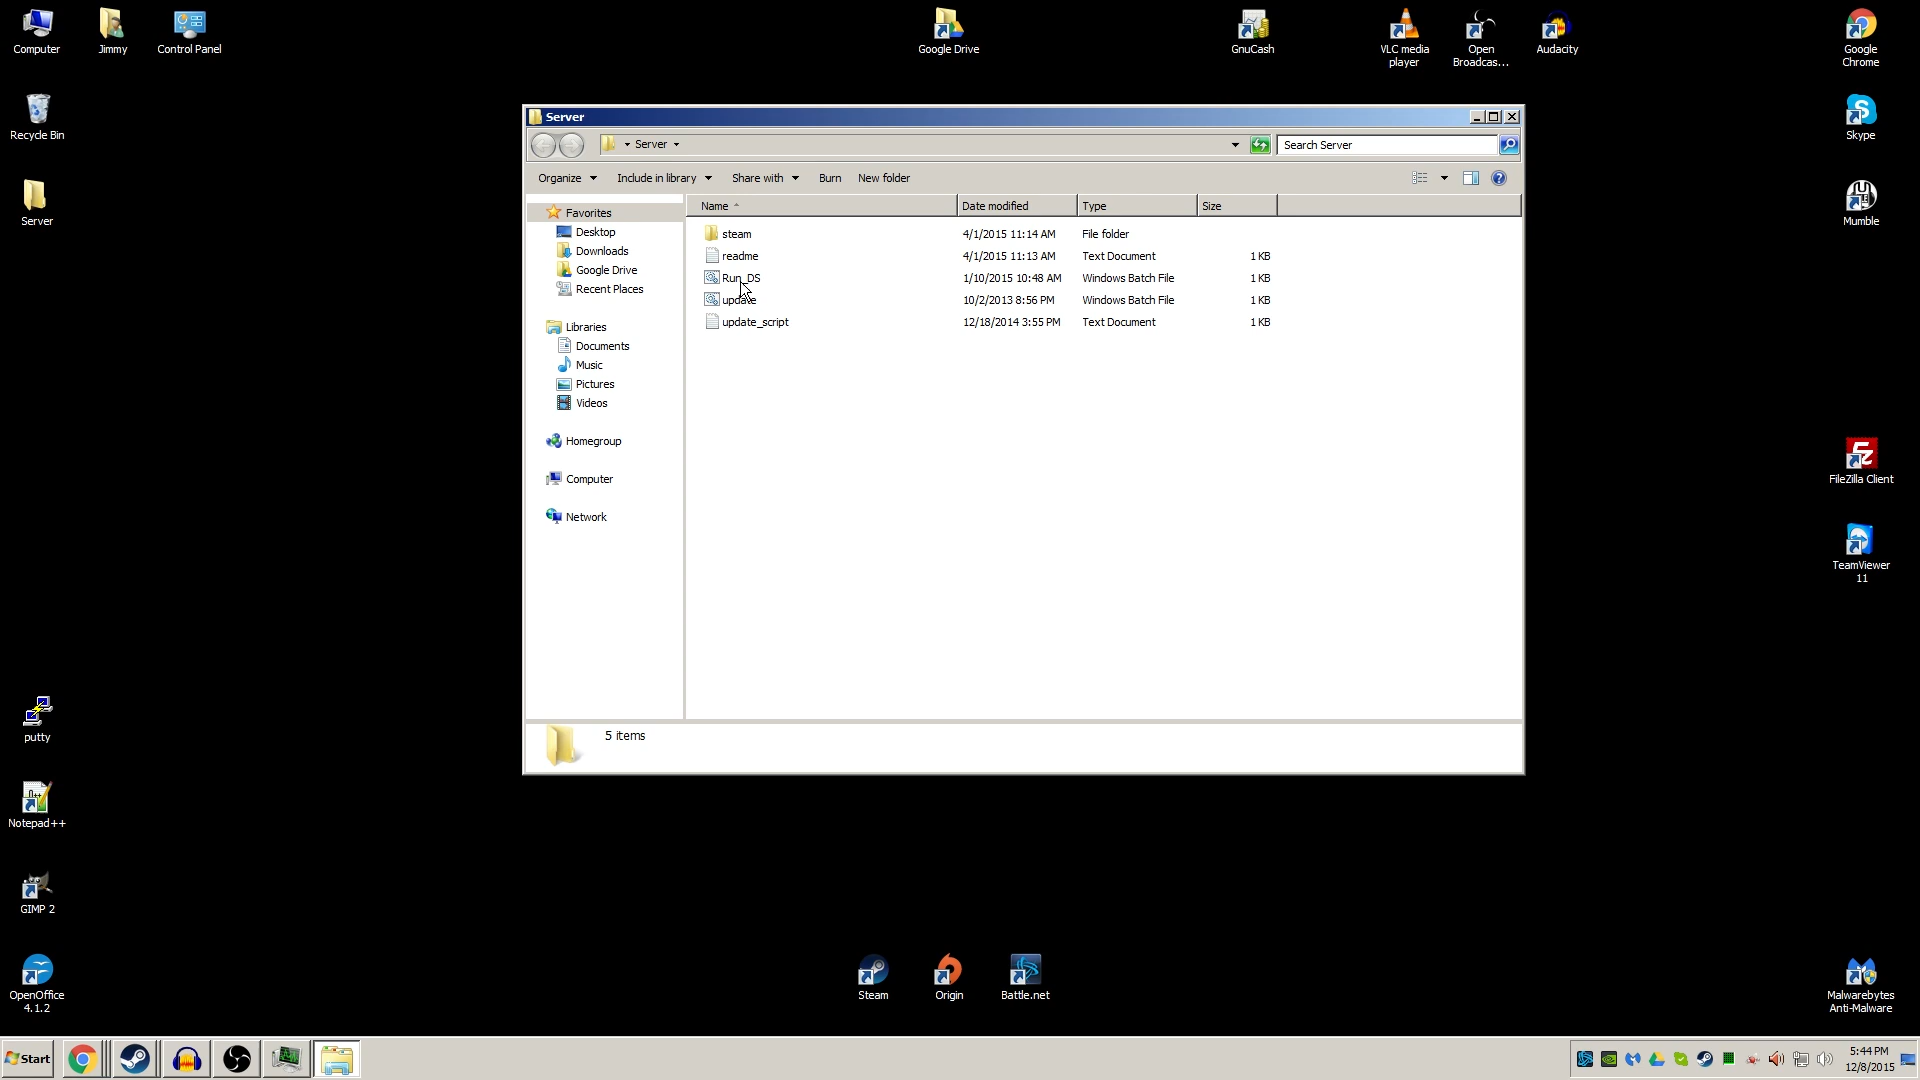 Computer
Jimmy
Control Panel
Google Drive
GnuCash
VLC media
player
Open
Broadcas...
Audacity
Google
Chrome
Recycle Bin
Skype
Server
Mumble
Server
Server
Search Server
Organize
Include in library
Share with
Burn
New folder
Name
Date modified
Type
Size
Favorites
Desktop
Downloads
Google Drive
Recent Places
Libraries
Documents
Music
Pictures
Videos
Homegroup
Computer
Network
steam 4/1/2015 11:14 AM File folder
readme 4/1/2015 11:13 AM Text Document 1 KB
Run_DS 1/10/2015 10:48 AM Windows Batch File 1 KB
update 10/2/2013 8:56 PM Windows Batch File 1 KB
update_script 12/18/2014 3:55 PM Text Document 1 KB
5 items
FileZilla Client
TeamViewer
11
putty
Notepad++
GIMP 2
OpenOffice
4.1.2
Steam
Origin
Battle.net
Malwarebytes
Anti-Malware
Start
5:44 PM
12/8/2015